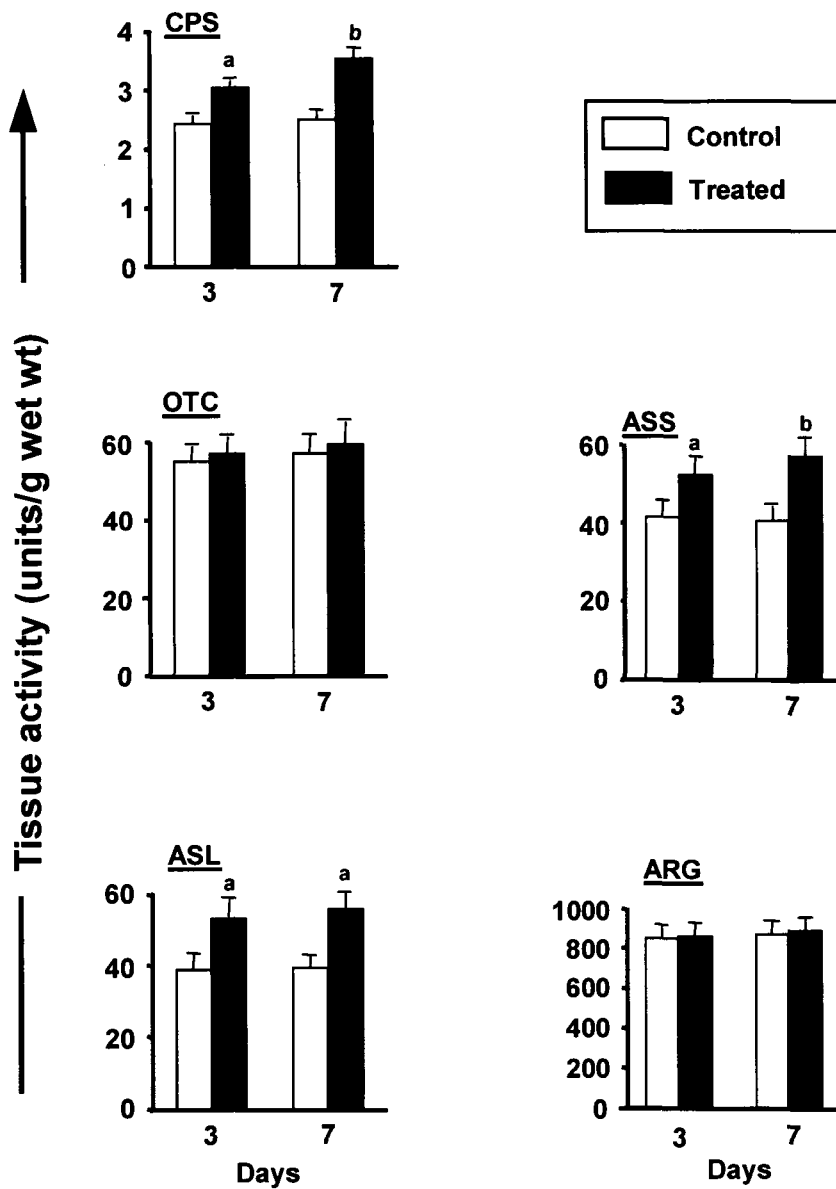 CPS
4
3
2
1
0
a
b
3 7
Control
Treated
Tissue activity (units/g wet wt)
OTC
60
40
20
0
3 7
ASS
60
40
20
0
a
b
3 7
ASL
60
40
20
0
a
a
3 7
Days
ARG
1000
800
600
400
200
0
3 7
Days